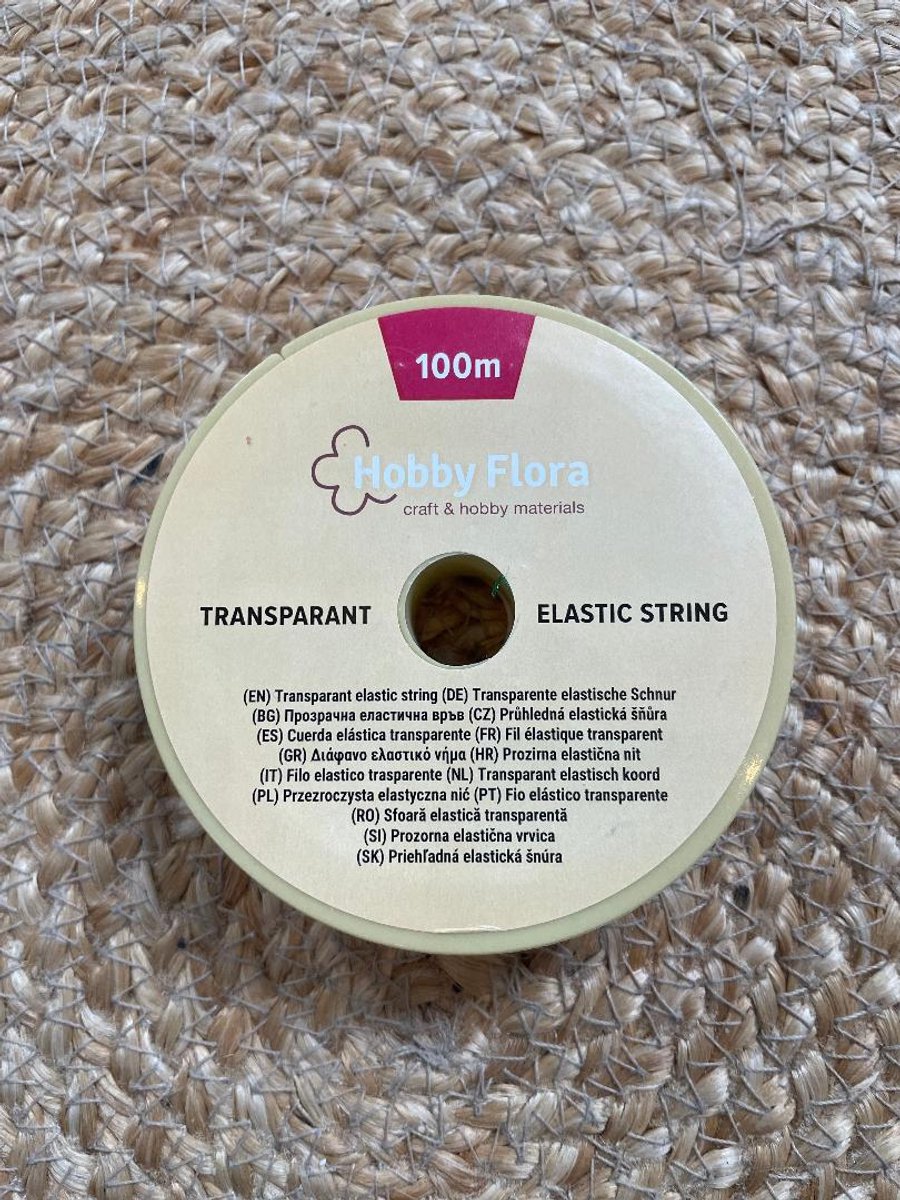 100m
Hobby Flora
craft & hobby materials
TRANSPARANT ELASTIC STRING
(EN) Transparant elastic string (DE) Transparente elastische Schnur
(BG) Прозрачна еластична връв (CZ) Průhledná elastická šňůra
(ES) Cuerda elástica transparente (FR) Fil élastique transparent
(GR) Διάφανο ελαστικό νήμα (HR) Prozirna elastična nit
(IT) Filo elastico trasparente (NL) Transparant elastisch koord
(PL) Przezroczysta elastyczna nić (PT) Fio elástico transparente
(RO) Sfoară elastică transparentă
(SI) Prozorna elastična vrvica
(SK) Priehľadná elastická šnúra